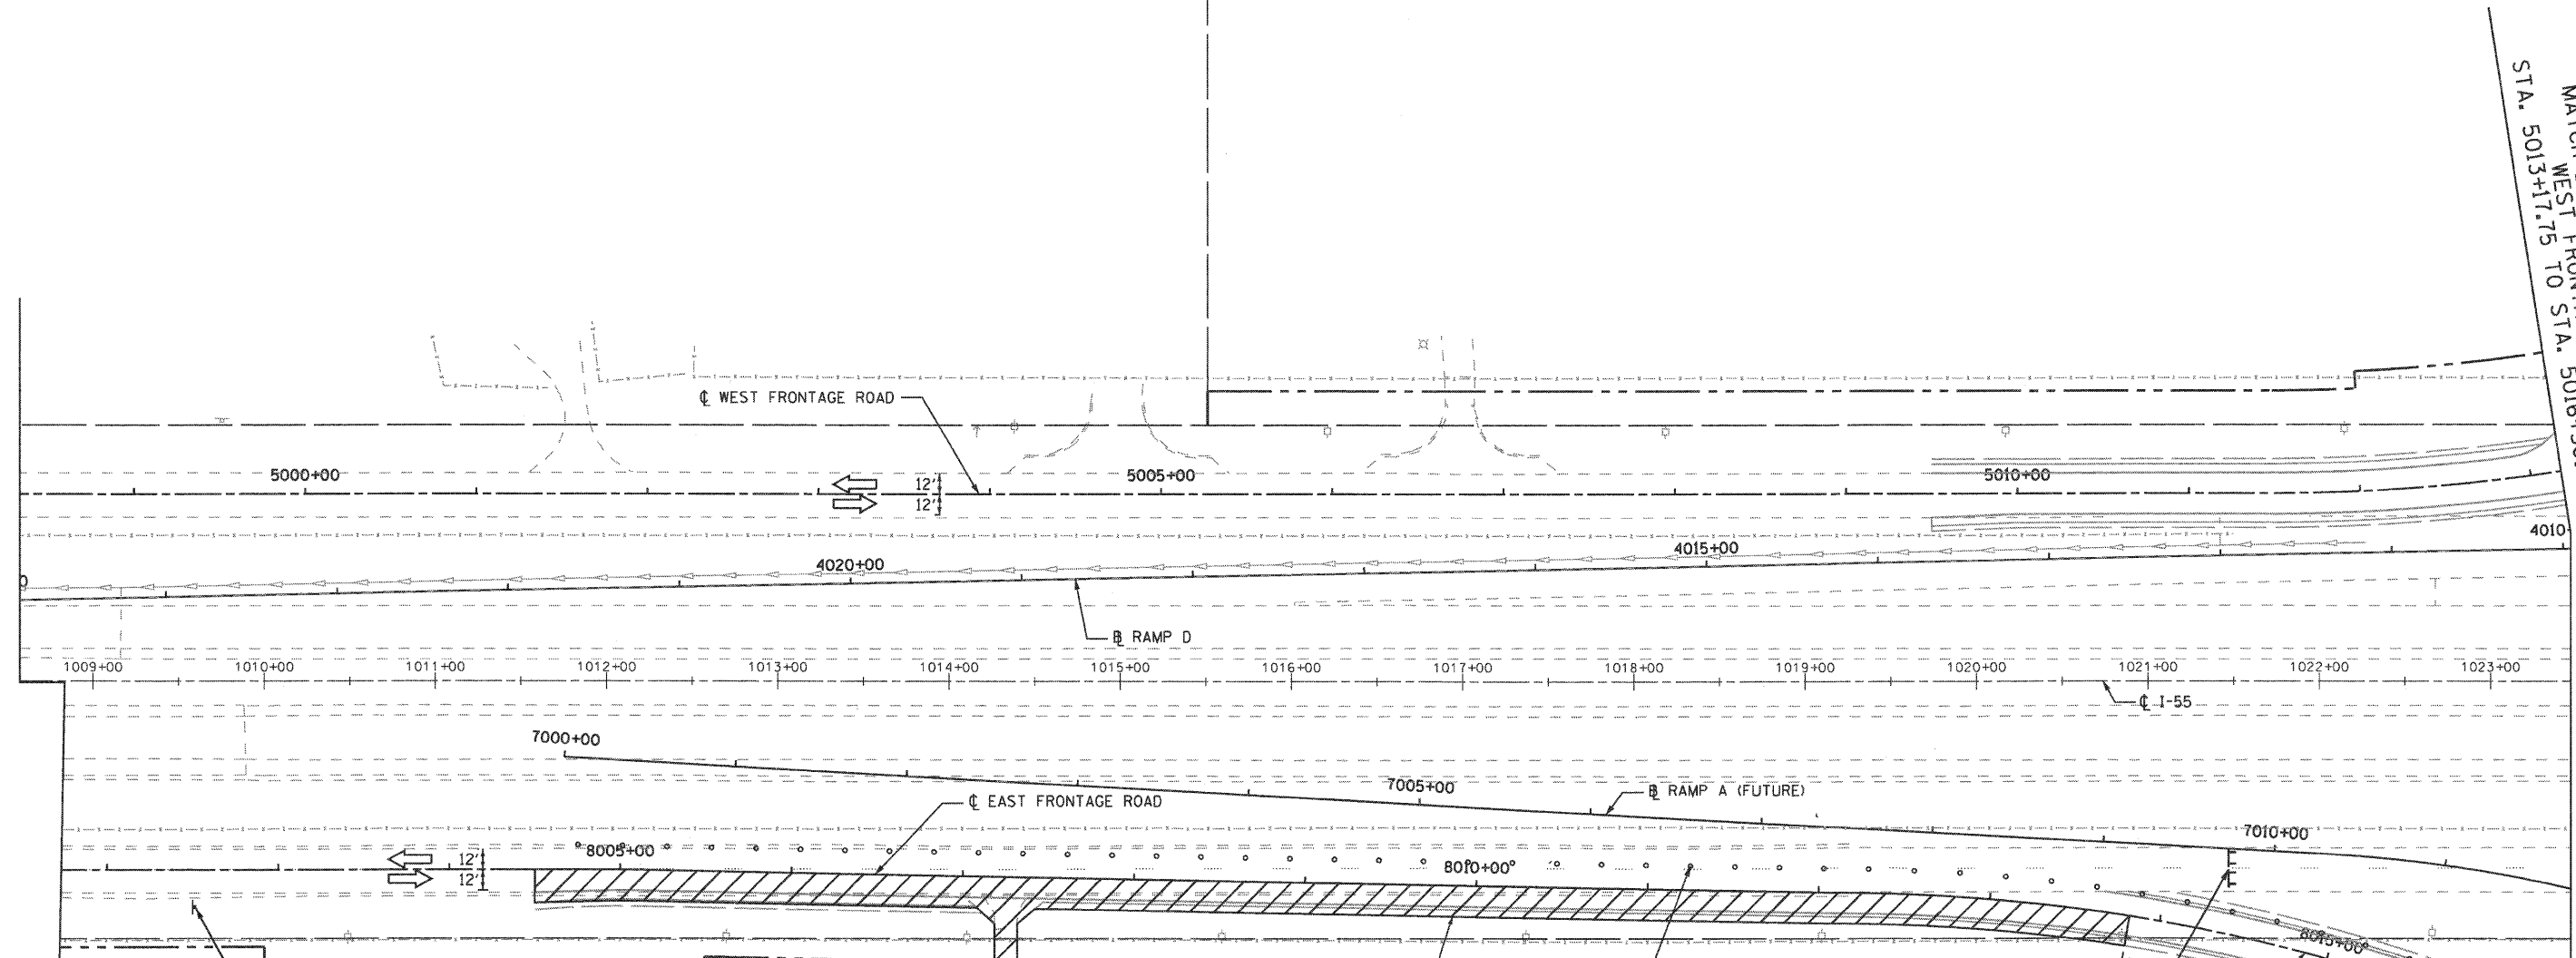 WEST
STA. 5013+17.75 TO STA.
℄ WEST FRONTAGE ROAD
5000+00
5005+00
5010+00
12'
12'
4010
4015+00
4020+00
0
B̵L RAMP D
1009+00 1010+00 1011+00 1012+00 1013+00 1014+00 1015+00 1016+00 1017+00 1018+00 1019+00 1020+00 1021+00 1022+00 1023+00
℄ I-55
7000+00
7005+00
B̵L RAMP A (FUTURE)
℄ EAST FRONTAGE ROAD
7010+00
8005+00
12'
12'
8010+00
8015+00